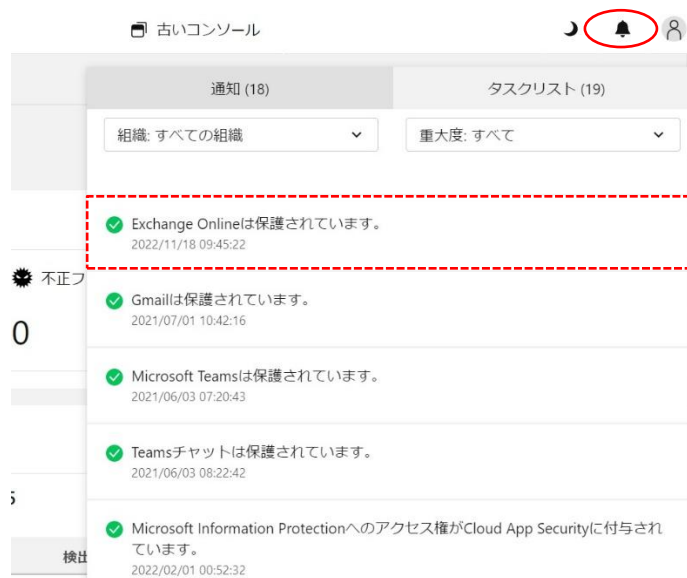 古いコンソール
通知 (18)
タスクリスト (19)
組織: すべての組織
重大度: すべて
Exchange Onlineは保護されています。
2022/11/18 09:45:22
不正フ
0
Gmailは保護されています。
2021/07/01 10:42:16
Microsoft Teamsは保護されています。
2021/06/03 07:20:43
Teamsチャットは保護されています。
2021/06/03 08:22:42
Microsoft Information Protectionへのアクセス権がCloud App Securityに付与され
ています。
検出
2022/02/01 00:52:32